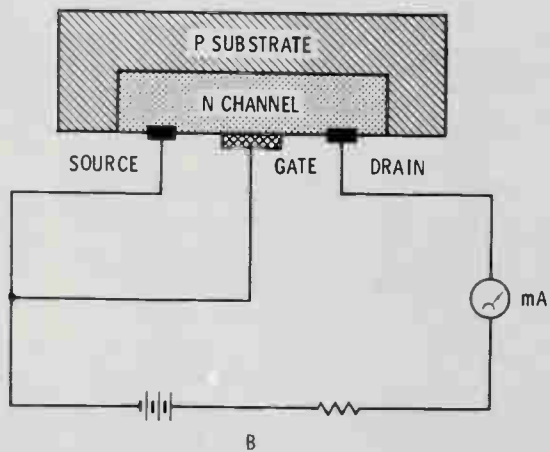 P SUBSTRATE
N CHANNEL
SOURCE
GATE
DRAIN
mA
B